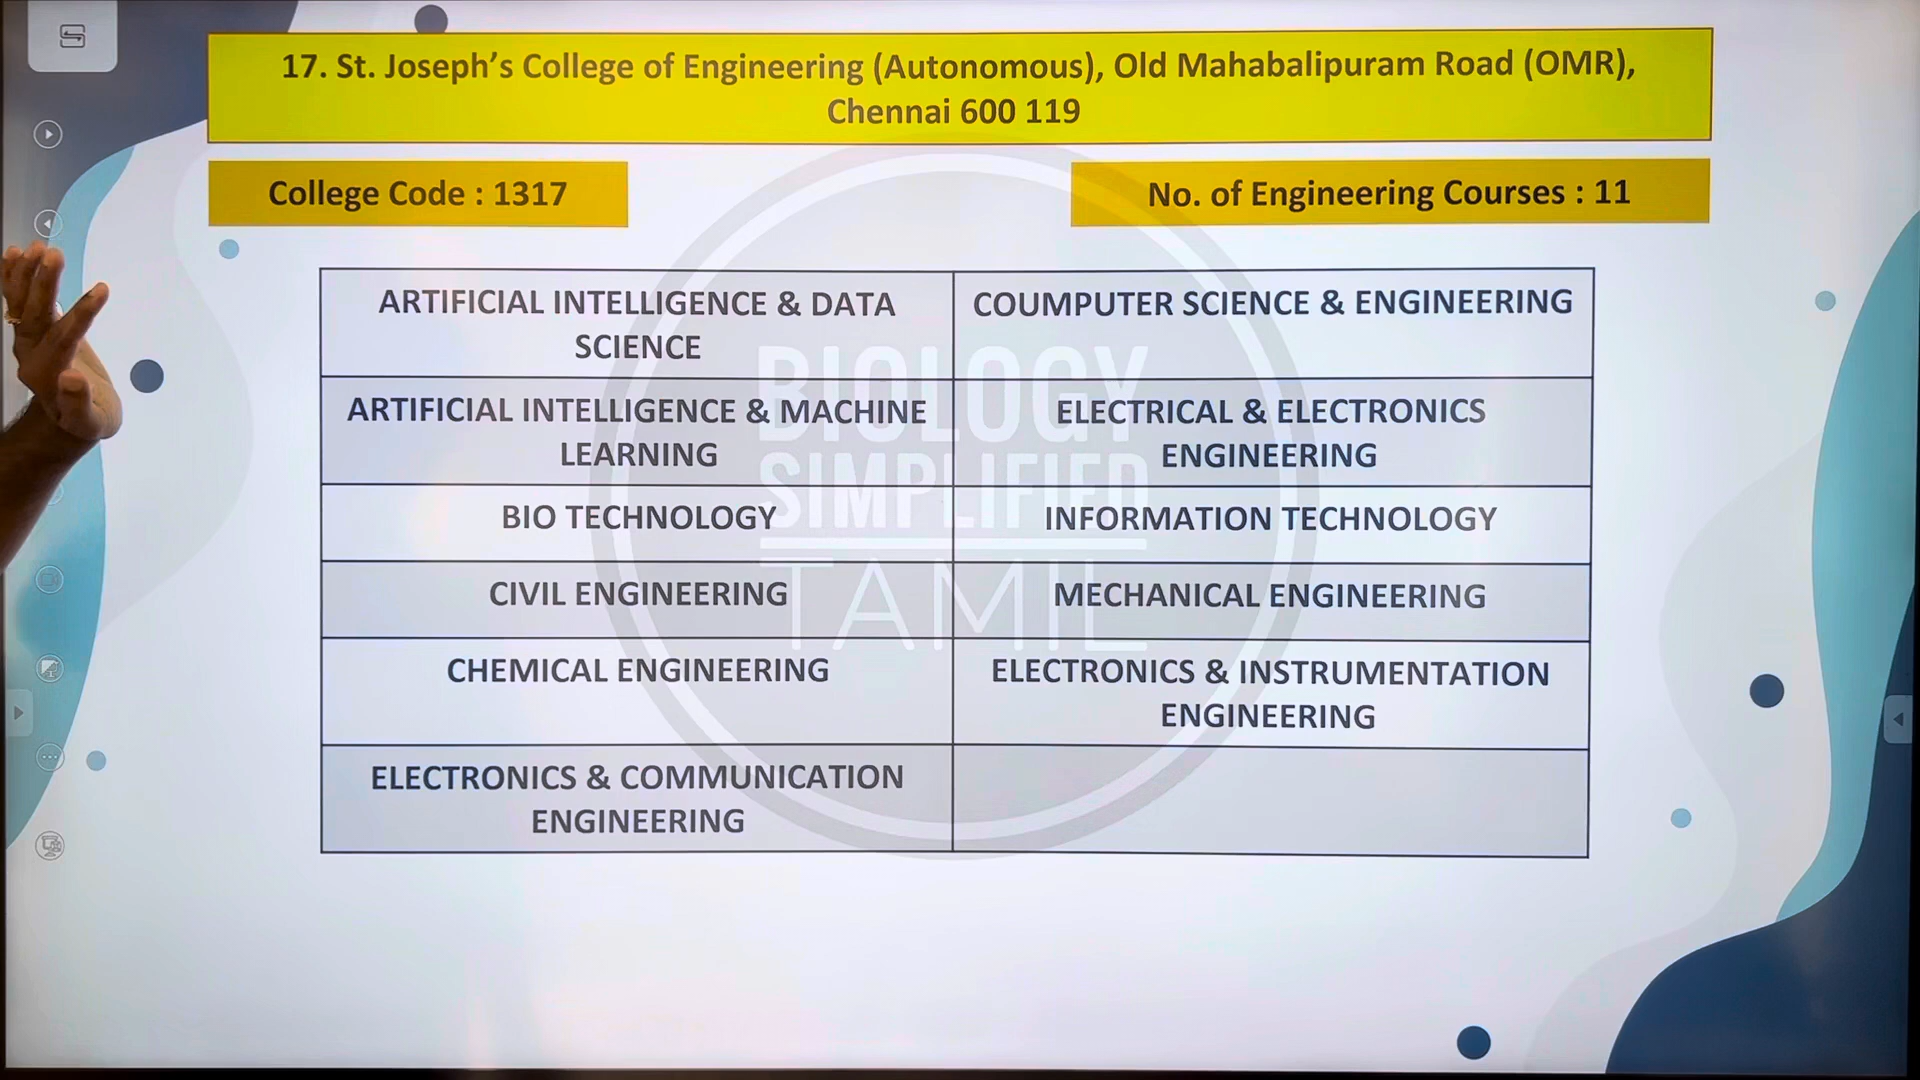 17. St. Joseph's College of Engineering (Autonomous), Old Mahabalipuram Road (OMR),
Chennai 600 119
College Code : 1317
No. of Engineering Courses : 11
ARTIFICIAL INTELLIGENCE & DATA
SCIENCE
COUMPUTER SCIENCE & ENGINEERING
ARTIFICIAL INTELLIGENCE & MACHINE
LEARNING
ELECTRICAL & ELECTRONICS
ENGINEERING
BIO TECHNOLOGY
INFORMATION TECHNOLOGY
CIVIL ENGINEERING
MECHANICAL ENGINEERING
CHEMICAL ENGINEERING
ELECTRONICS & INSTRUMENTATION
ENGINEERING
ELECTRONICS & COMMUNICATION
ENGINEERING
BIOLOGY
SIMPLIFIED
TAMIL